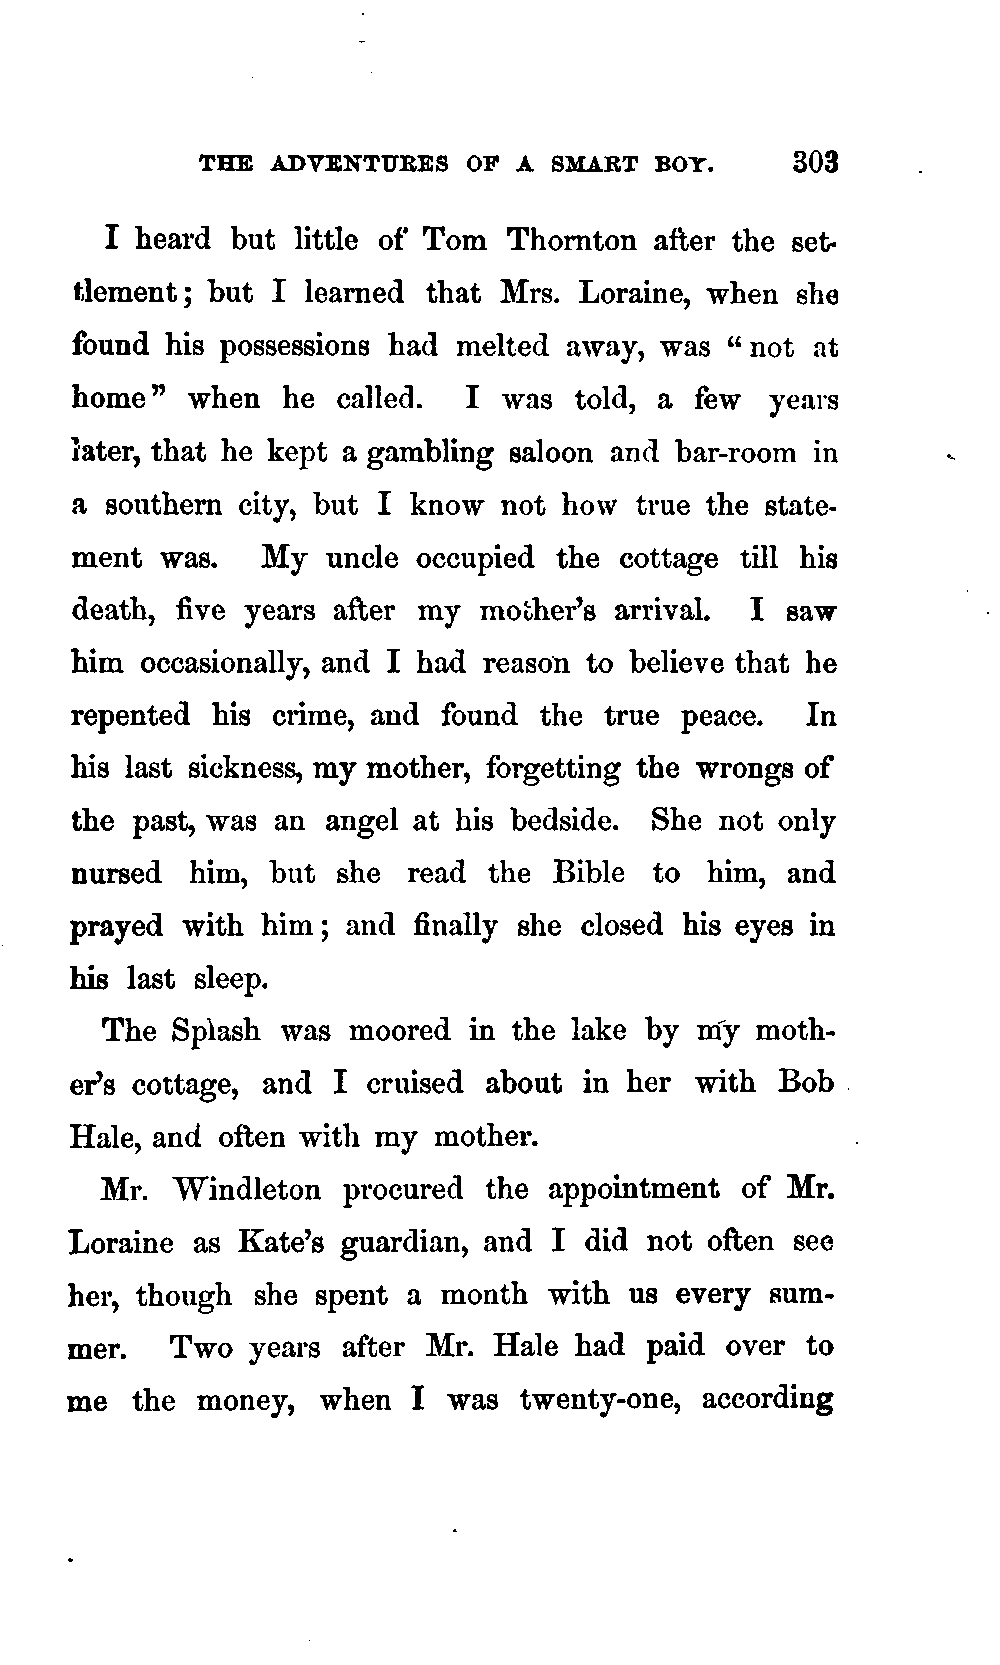 THE ADVENTURES OF A SMART BOY. 303
I heard but little of Tom Thornton after the set-
tlement; but I learned that Mrs. Loraine, when she
found his possessions had melted away, was "not at
home" when he called. I was told, a few years
later, that he kept a gambling saloon and bar-room in
a southern city, but I know not how true the state-
ment was. My uncle occupied the cottage till his
death, five years after my mother's arrival. I saw
him occasionally, and I had reason to believe that he
repented his crime, and found the true peace. In
his last sickness, my mother, forgetting the wrongs of
the past, was an angel at his bedside. She not only
nursed him, but she read the Bible to him, and
prayed with him; and finally she closed his eyes in
his last sleep.
The Splash was moored in the lake by my moth-
er's cottage, and I cruised about in her with Bob
Hale, and often with my mother.
Mr. Windleton procured the appointment of Mr.
Loraine as Kate's guardian, and I did not often see
her, though she spent a month with us every sum-
mer. Two years after Mr. Hale had paid over to
me the money, when I was twenty-one, according